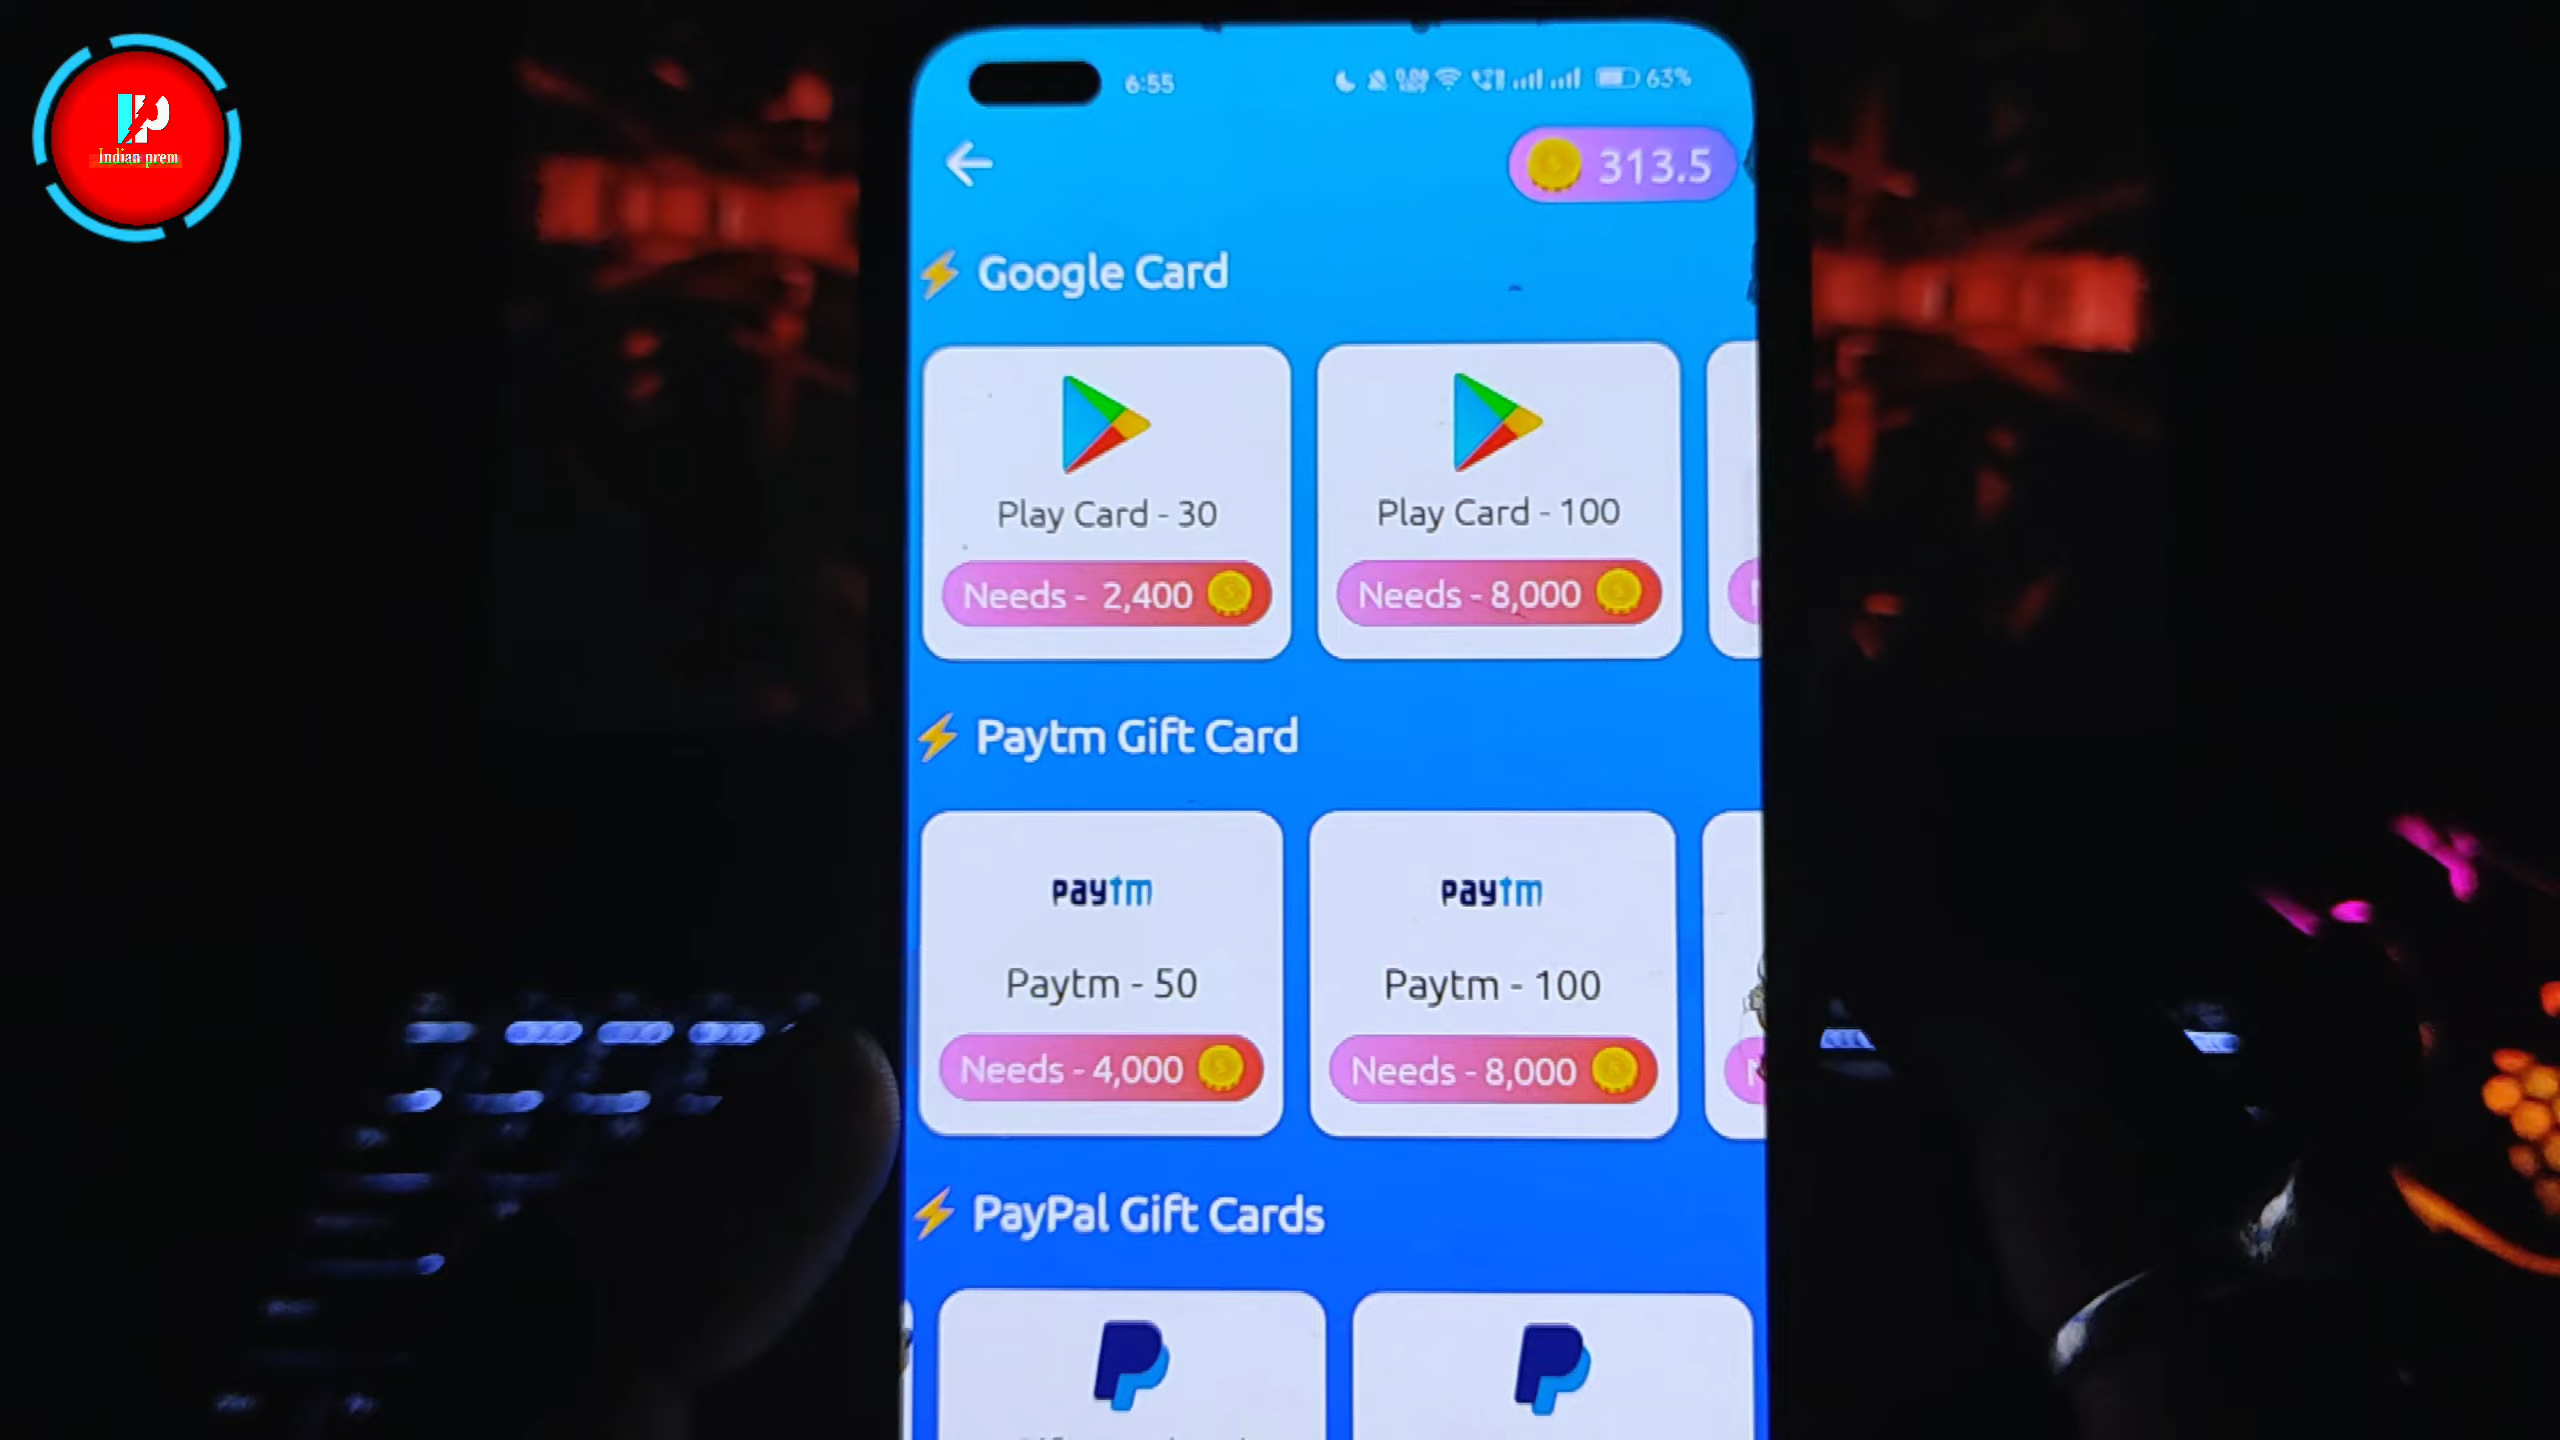 Indian prem
6:55
63%
313.5
Google Card
Play Card - 30
Play Card - 100
Needs - 2,400
Needs - 8,000
Paytm Gift Card
paytm
paytm
Paytm - 50
Paytm - 100
Needs - 4,000
Needs - 8,000
PayPal Gift Cards